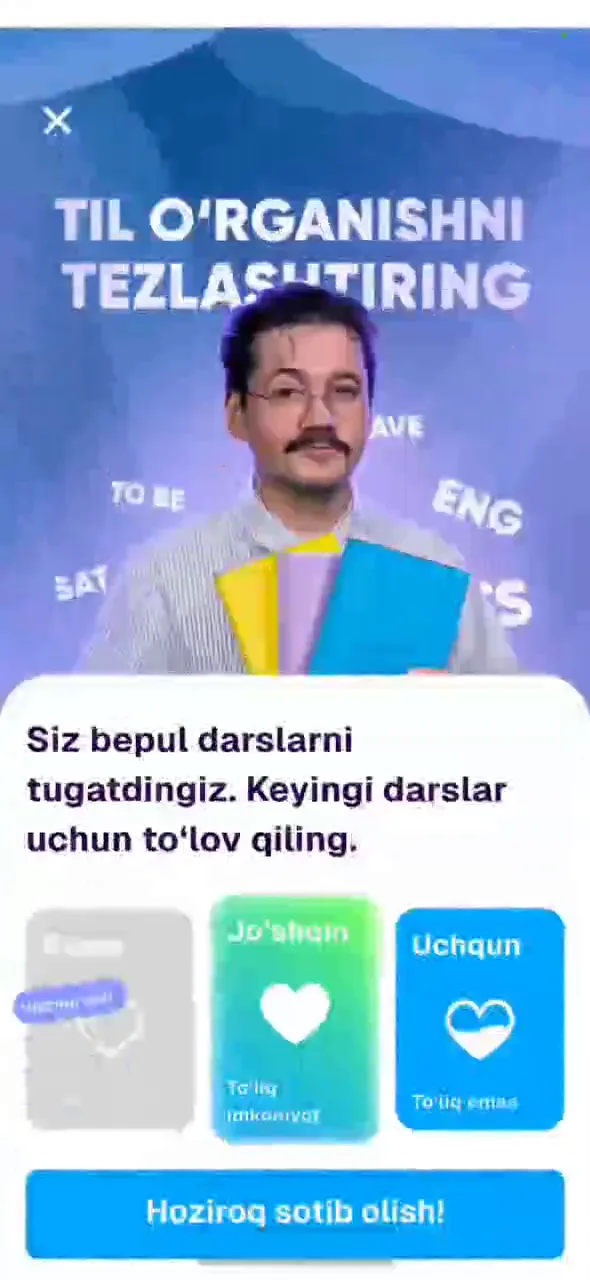 TIL O‘RGANISHNI
TEZLASHTIRING
AVE
TO BE
ENG
SAT
Siz bepul darslarni
tugatdingiz. Keyingi darslar
uchun to‘lov qiling.
Jo‘shqin
Uchqun
To‘liq
imkoniyat
To‘liq emas
Hoziroq sotib olish!